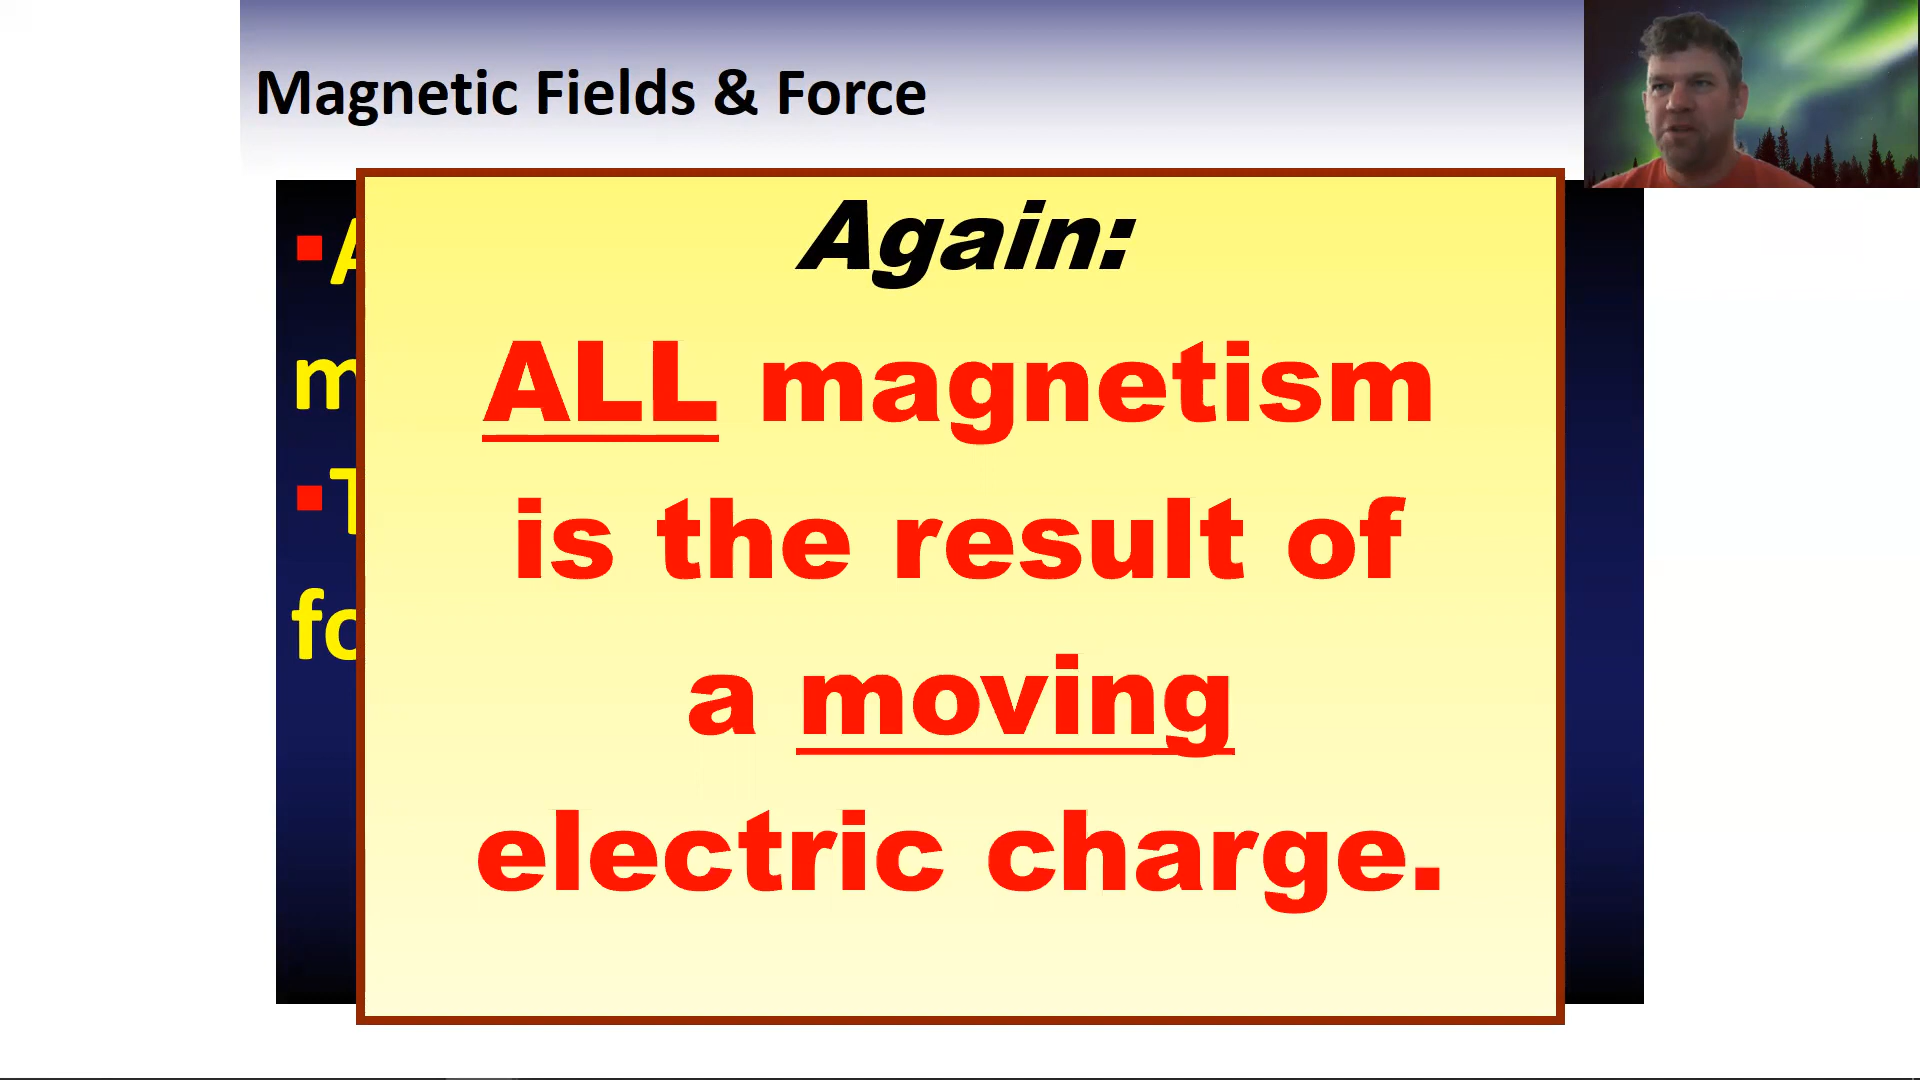 Magnetic Fields & Force
Again:
ALL magnetism
is the result of
a moving
electric charge.